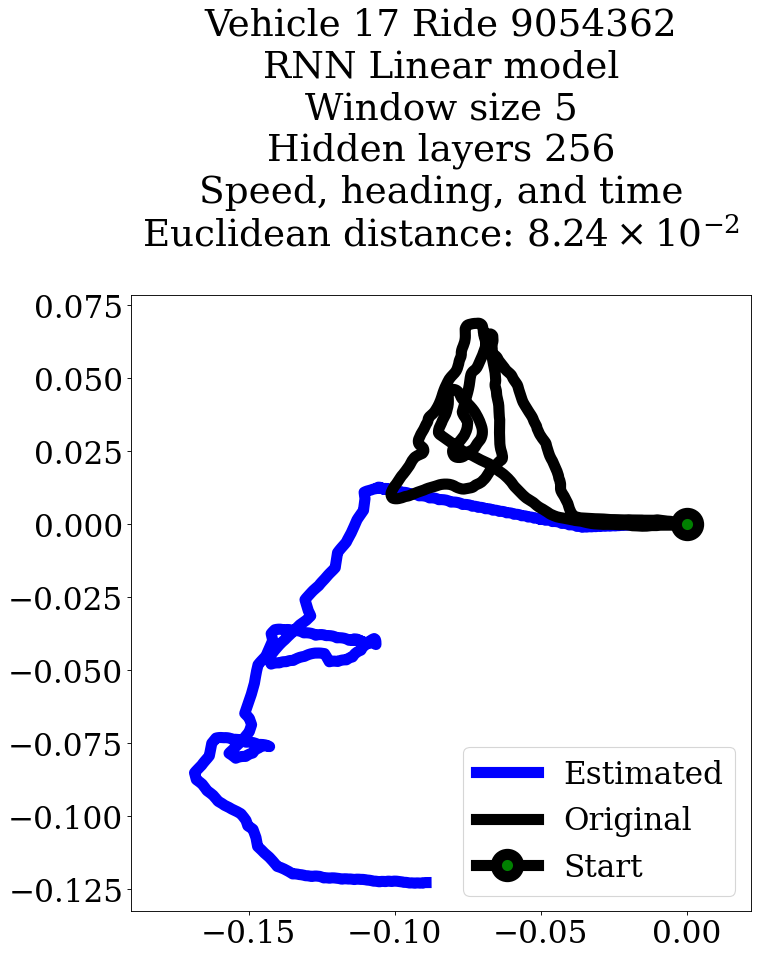 Vehicle 17 Ride 9054362
RNN Linear model
Window size 5
Hidden layers 256
Speed, heading, and time
Euclidean distance: 8.24 × 10⁻²
0.075
0.050
0.025
0.000
−0.025
−0.050
−0.075
−0.100
−0.125
Estimated
Original
Start
−0.15 −0.10 −0.05 0.00